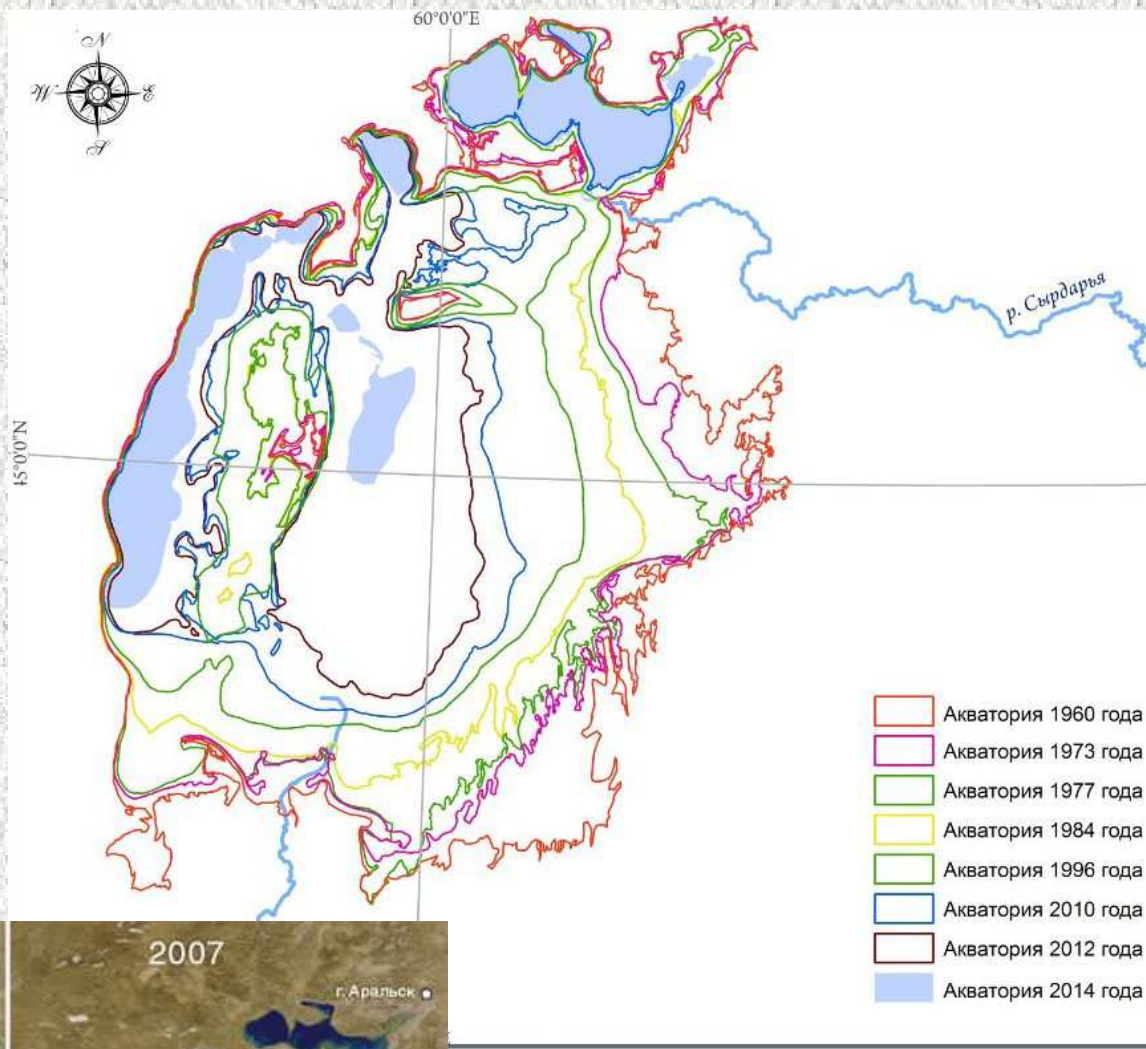 60°0'0"E
N
W
E
S
р. Сырдарья
45°0'0"N
Акватория 1960 года
Акватория 1973 года
Акватория 1977 года
Акватория 1984 года
Акватория 1996 года
Акватория 2010 года
Акватория 2012 года
Акватория 2014 года
2007
г. Аральск